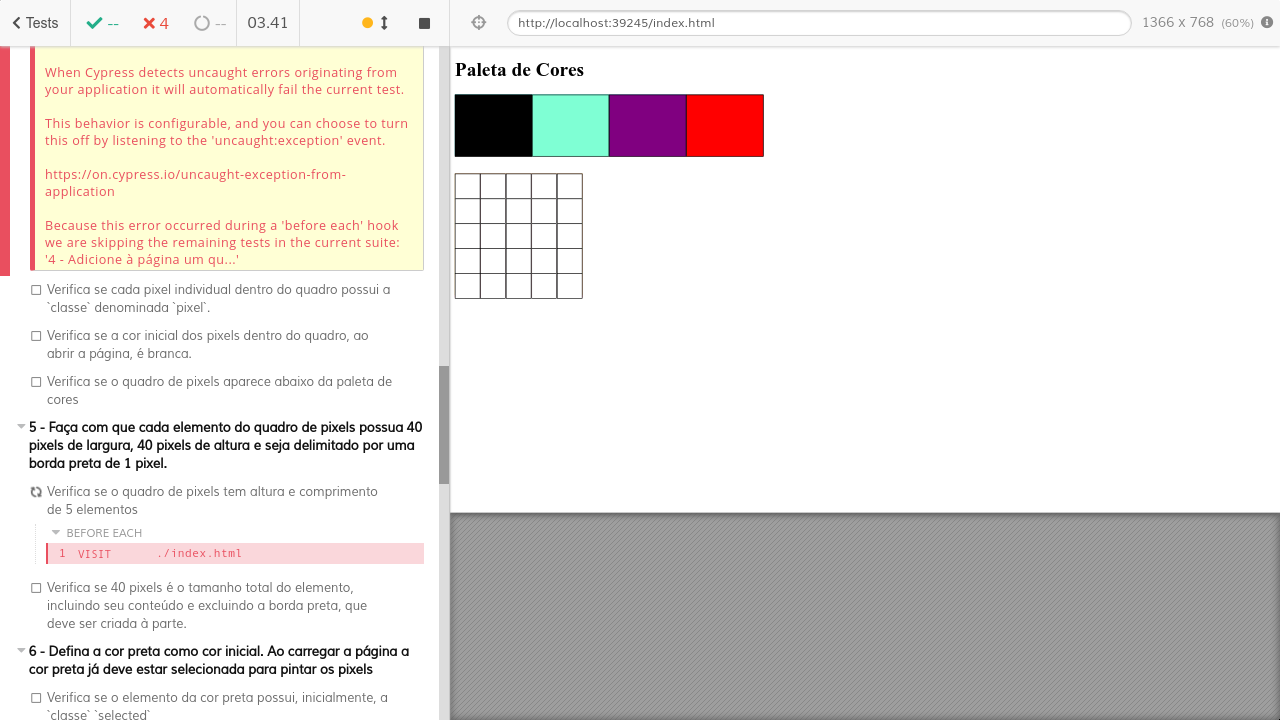 Tests
--
4
--
03.41
http://localhost:39245/index.html
1366 x 768 (60%)
When Cypress detects uncaught errors originating from
your application it will automatically fail the current test.
This behavior is configurable, and you can choose to turn
this off by listening to the 'uncaught:exception' event.
https://on.cypress.io/uncaught-exception-from-
application
Because this error occurred during a 'before each' hook
we are skipping the remaining tests in the current suite:
'4 - Adicione à página um qu...'
Verifica se cada pixel individual dentro do quadro possui a
`classe` denominada `pixel`.
Verifica se a cor inicial dos pixels dentro do quadro, ao
abrir a página, é branca.
Verifica se o quadro de pixels aparece abaixo da paleta de
cores
5 - Faça com que cada elemento do quadro de pixels possua 40
pixels de largura, 40 pixels de altura e seja delimitado por uma
borda preta de 1 pixel.
Verifica se o quadro de pixels tem altura e comprimento
de 5 elementos
BEFORE EACH
1 VISIT ./index.html
Verifica se 40 pixels é o tamanho total do elemento,
incluindo seu conteúdo e excluindo a borda preta, que
deve ser criada à parte.
6 - Defina a cor preta como cor inicial. Ao carregar a página a
cor preta já deve estar selecionada para pintar os pixels
Verifica se o elemento da cor preta possui, inicialmente, a
`classe` `selected`
Paleta de Cores